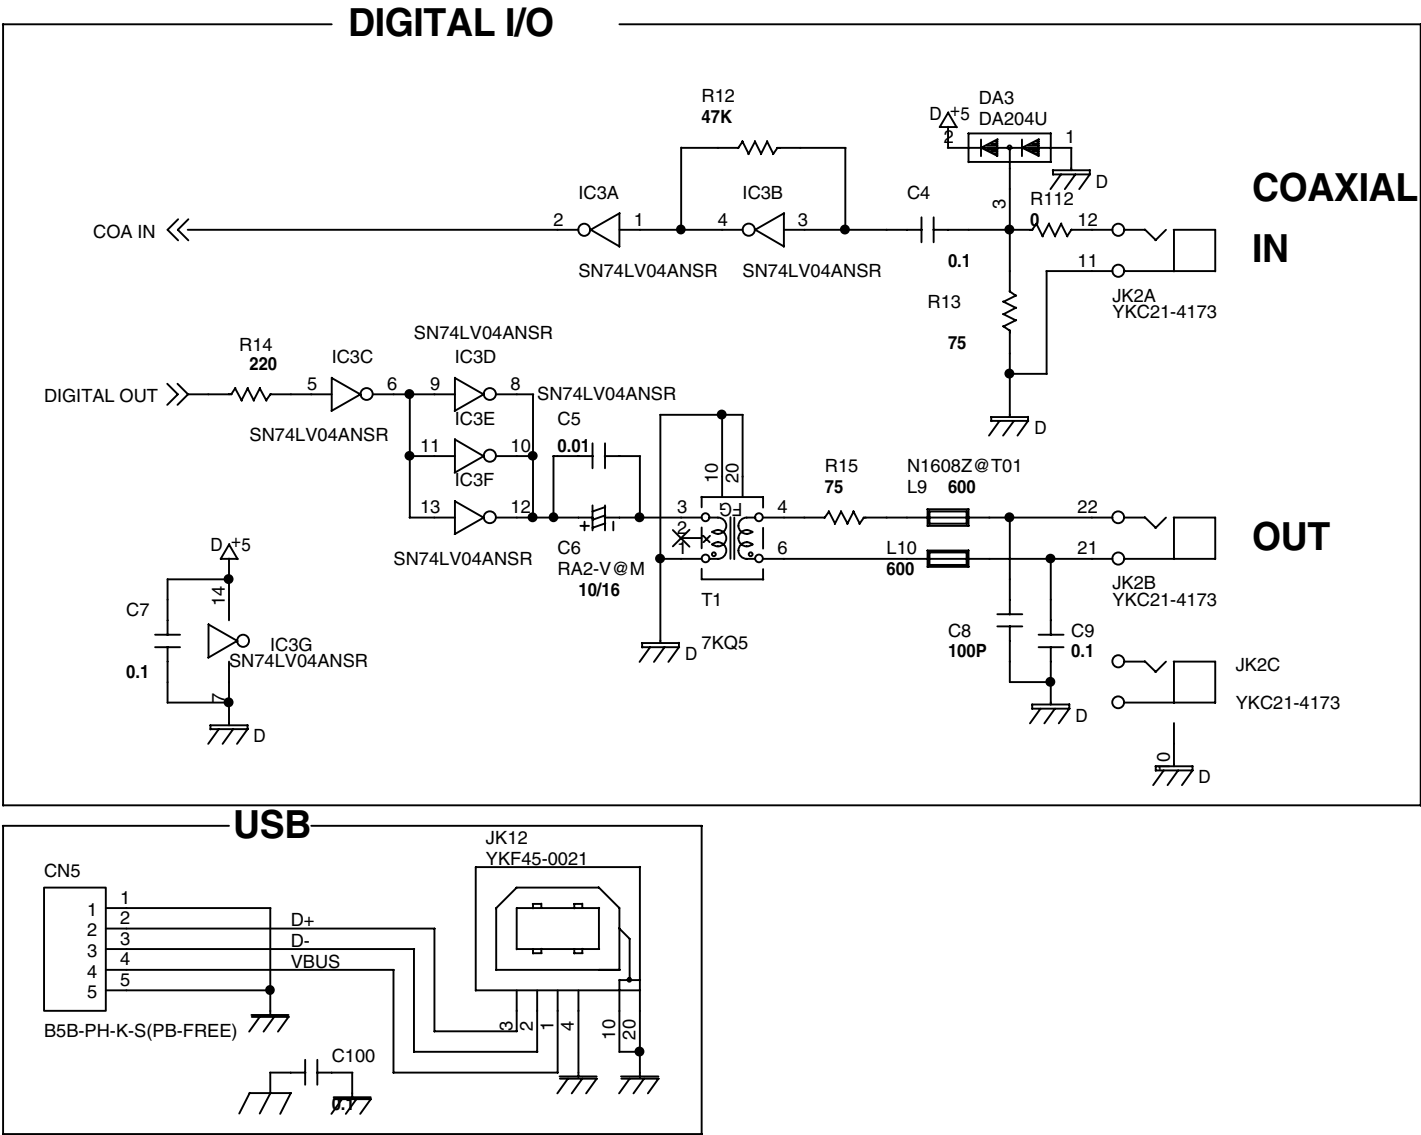 DIGITAL I/O
R12
47K
DA3
DA204U
D +5
2
1
D
COAXIAL
IN
IC3A
IC3B
C4
3
R112
0
12
COA IN
2
1
4
3
SN74LV04ANSR
SN74LV04ANSR
0.1
11
R13
75
JK2A
YKC21-4173
D
SN74LV04ANSR
R14
220
IC3C
IC3D
DIGITAL OUT
5
6
9
8
SN74LV04ANSR
SN74LV04ANSR
IC3E
C5
0.01
11
10
IC3F
13
12
SN74LV04ANSR
+
-
C6
RA2-V@M
10/16
10
20
FG
3
2
1
4
6
T1
7KQ5
D
R15
75
N1608Z@T01
L9
600
L10
600
22
21
OUT
JK2B
YKC21-4173
C8
100P
C9
0.1
D
JK2C
YKC21-4173
0
D
D +5
14
C7
0.1
IC3G
SN74LV04ANSR
7
D
USB
JK12
YKF45-0021
CN5
1
2
3
4
5
1
2
3
4
5
D+
D-
VBUS
B5B-PH-K-S(PB-FREE)
3
2
1
4
10
20
C100
0.1